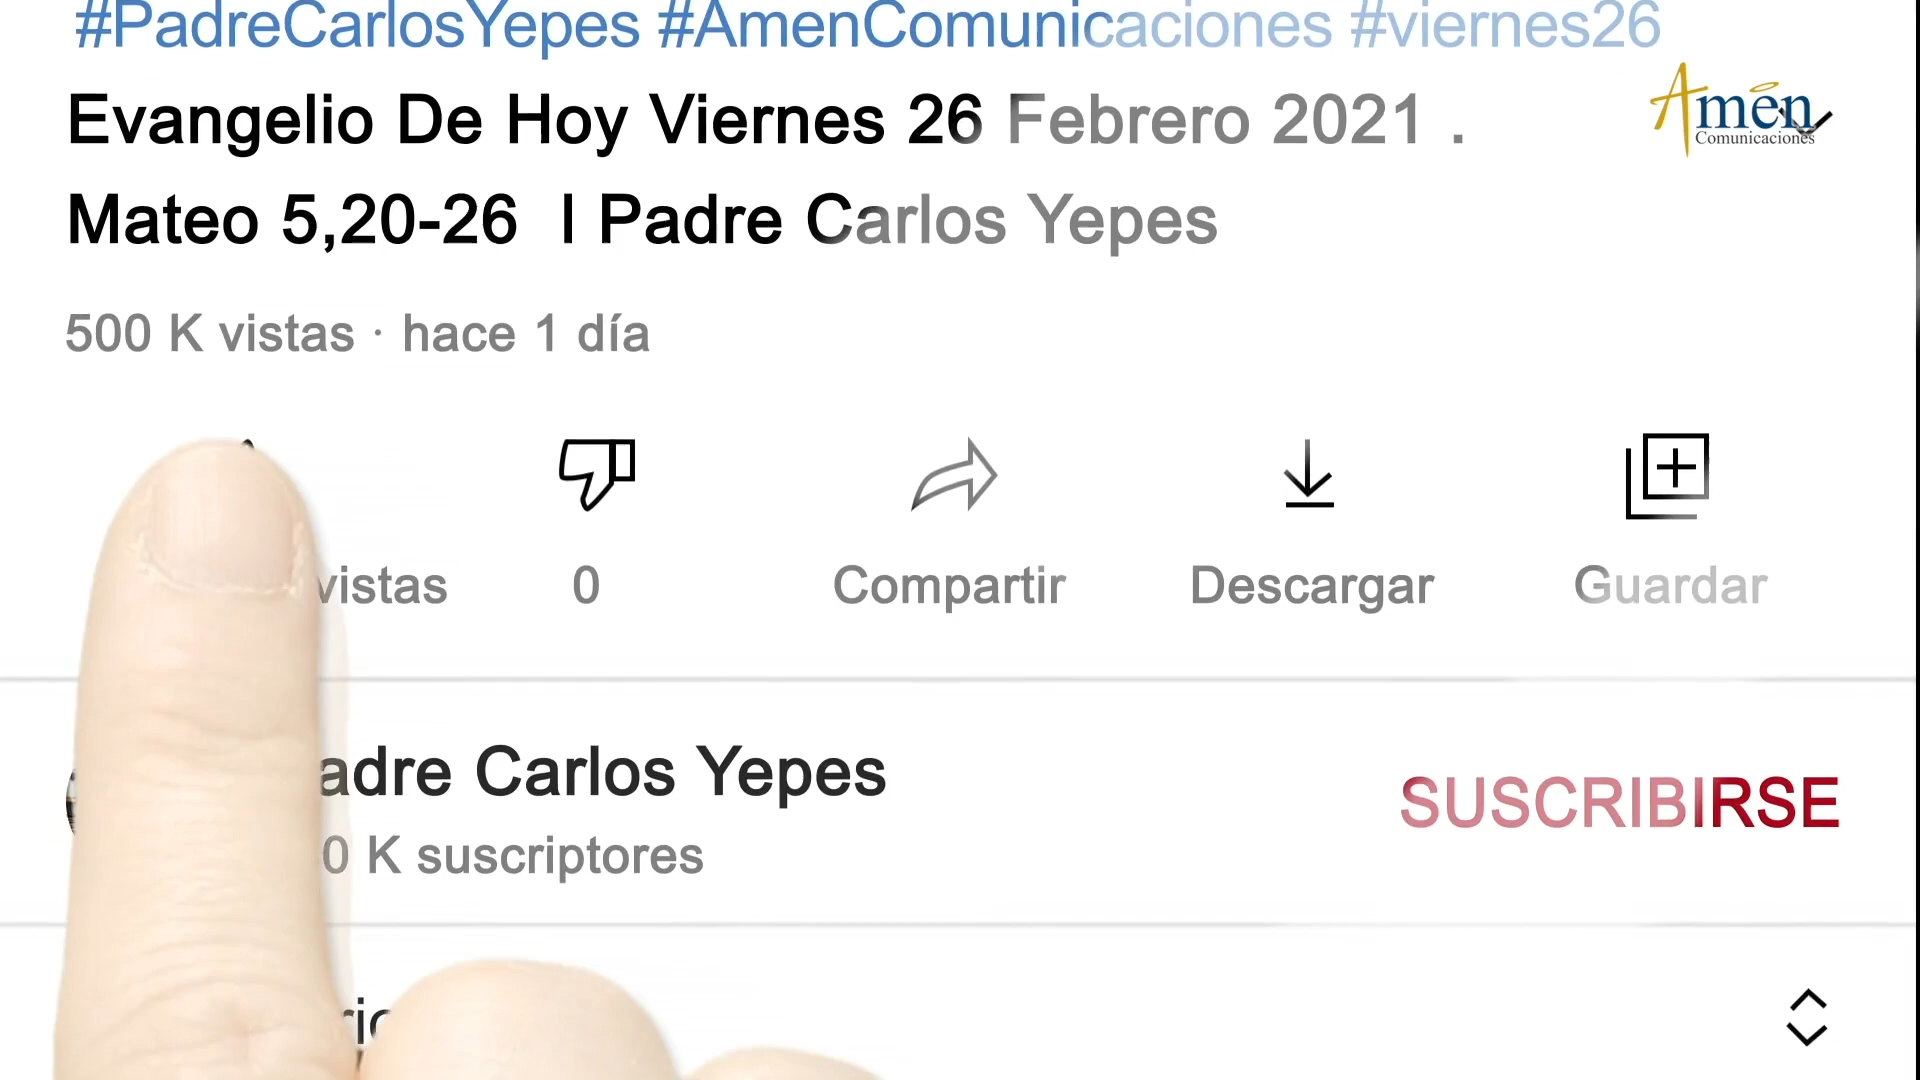 #PadreCarlosYepes #AmenComunicaciones #viernes26
Evangelio De Hoy Viernes 26 Febrero 2021 .
Amén
Comunicaciones
Mateo 5,20-26 I Padre Carlos Yepes
500 K vistas · hace 1 día
vistas 0 Compartir Descargar Guardar
adre Carlos Yepes
SUSCRIBIRSE
0 K suscriptores